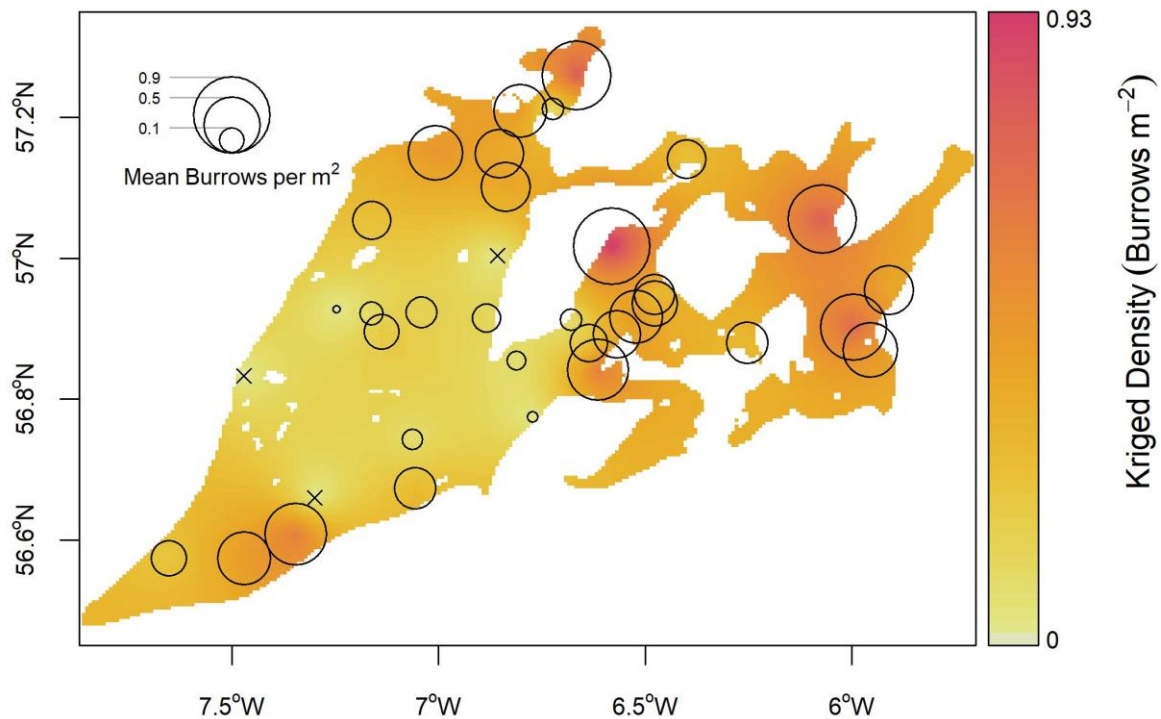 0.9
0.5
0.1
Mean Burrows per m²
57.2°N
57°N
56.8°N
56.6°N
7.5°W
7°W
6.5°W
6°W
0.93
0
Kriged Density (Burrows m⁻²)